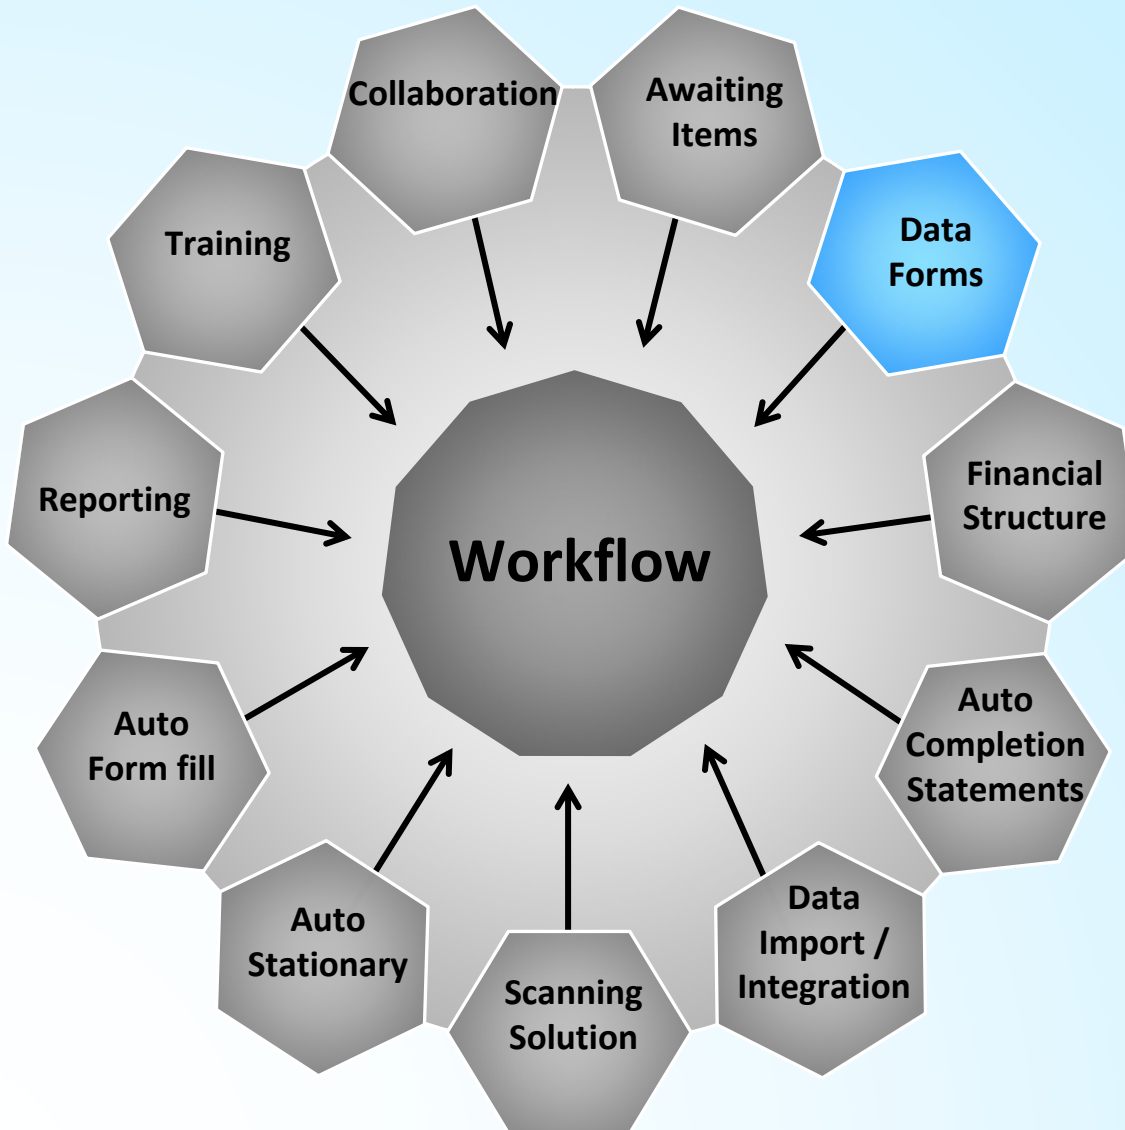 Collaboration
Awaiting
Items
Training
Data
Forms
Reporting
Financial
Structure
Workflow
Auto
Form fill
Auto
Completion
Statements
Auto
Stationary
Scanning
Solution
Data
Import /
Integration